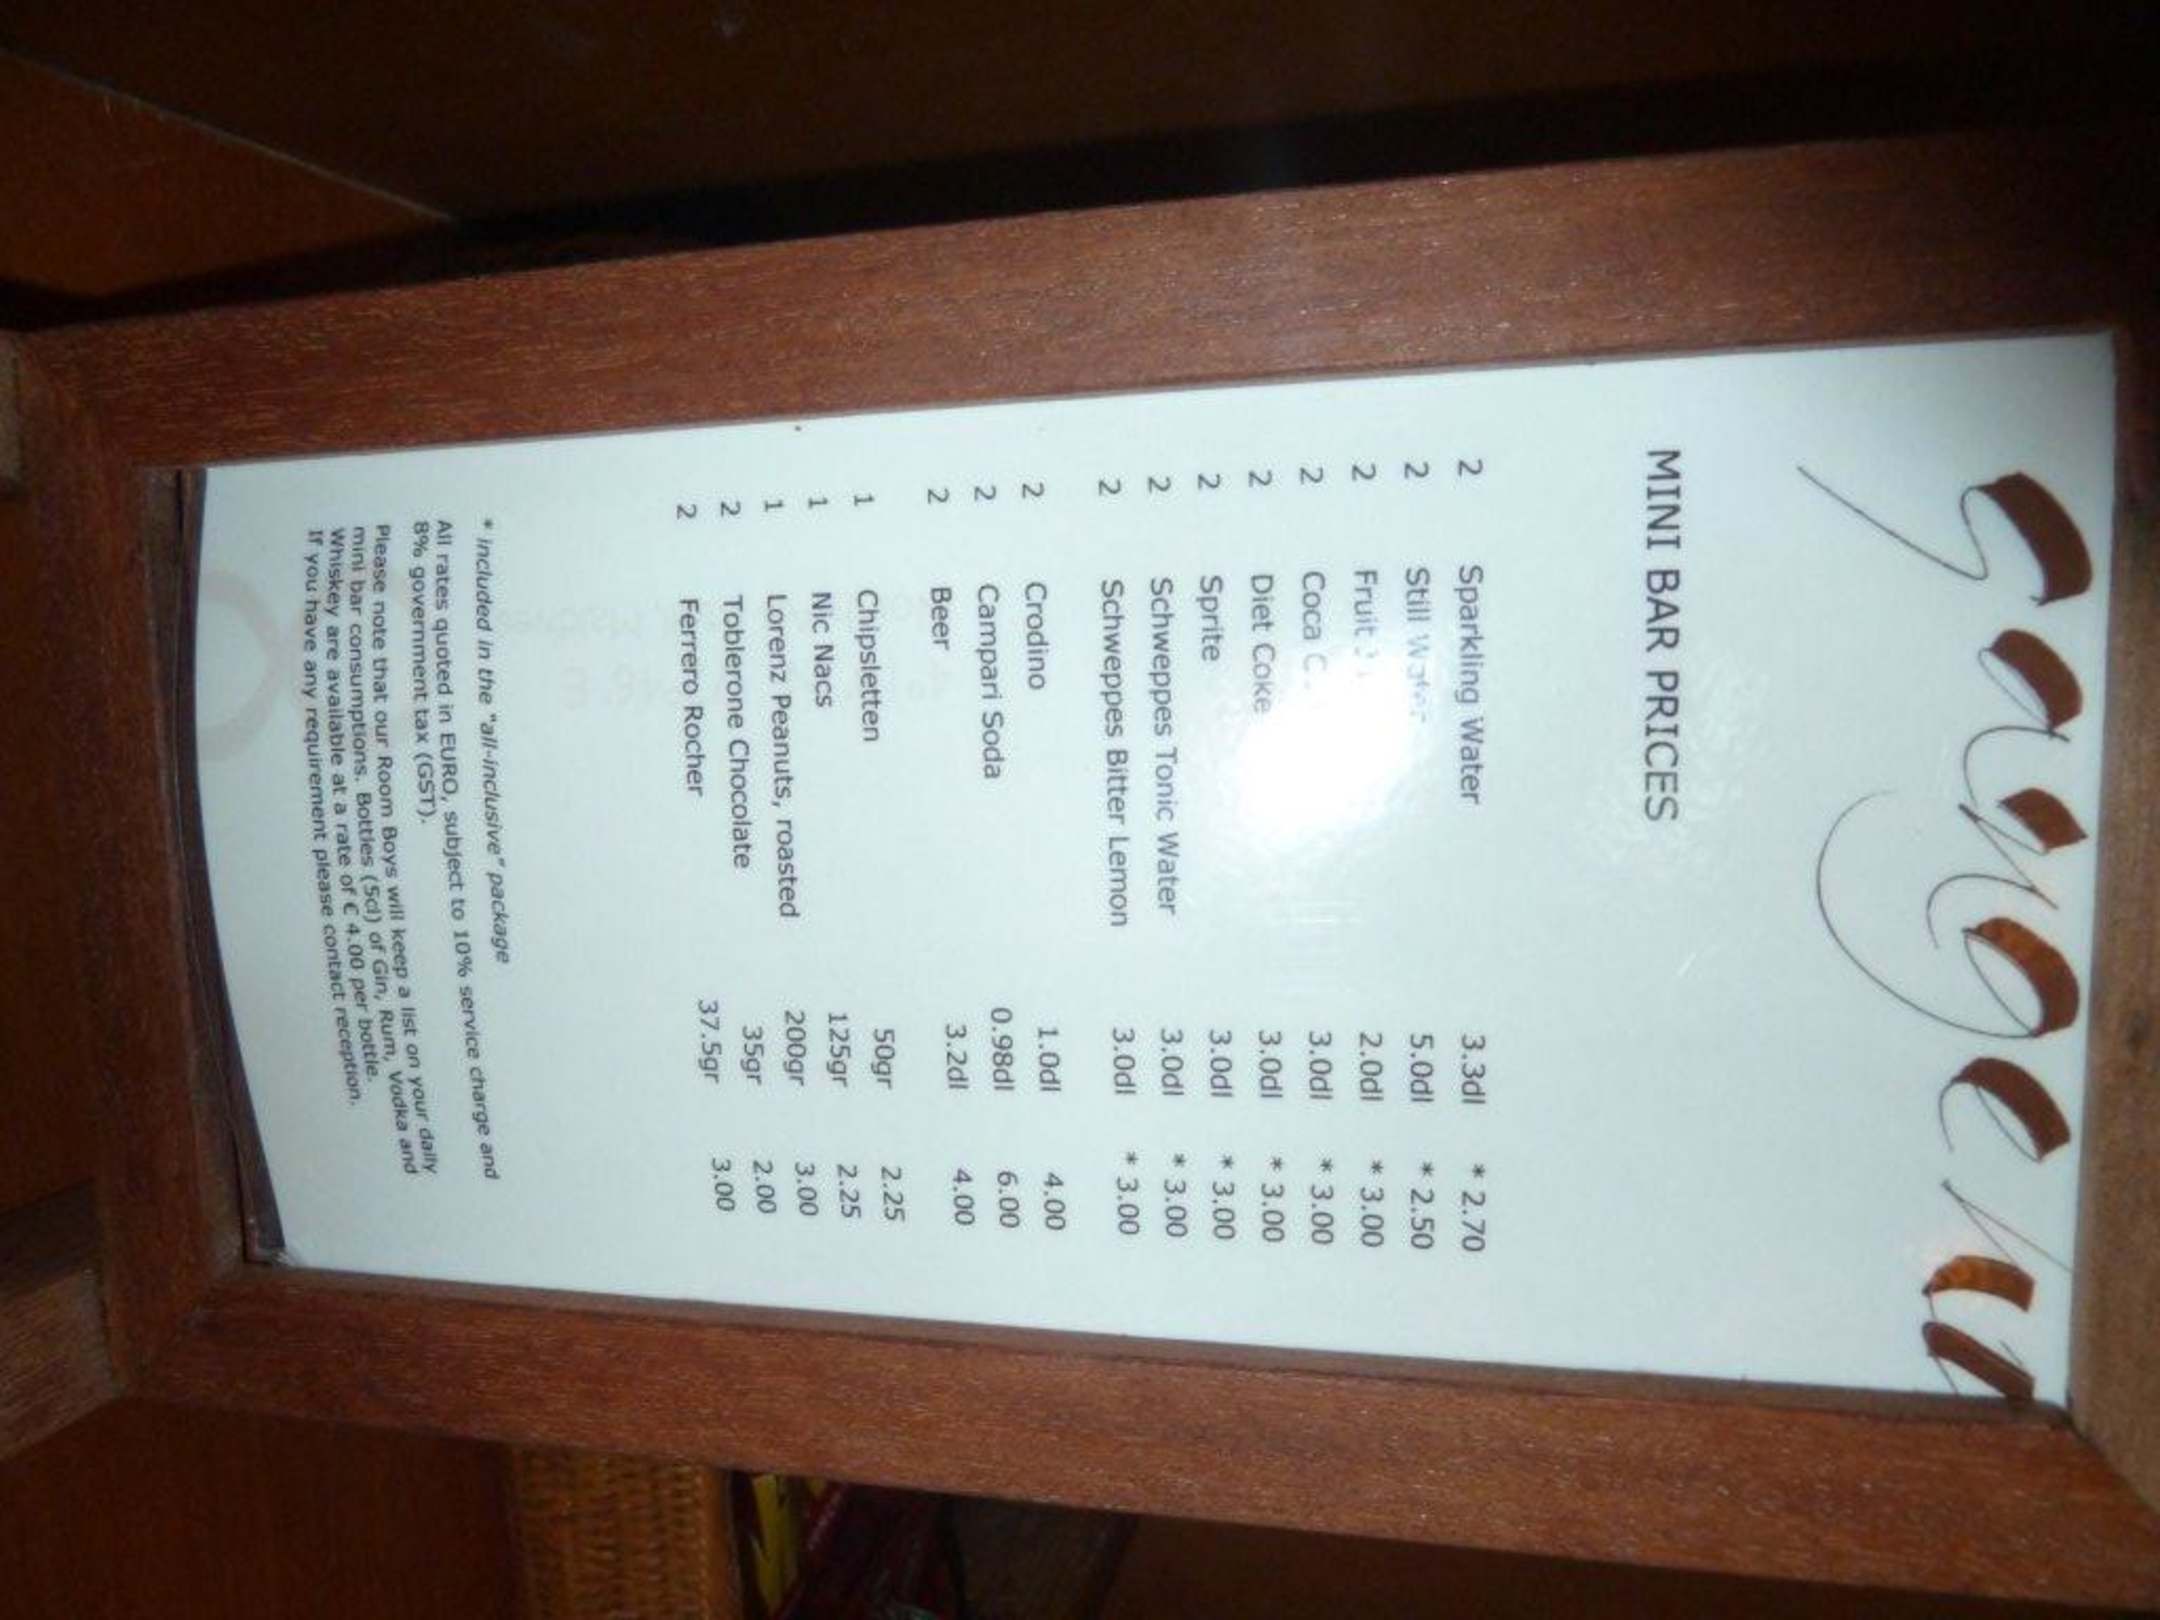 Sangeli
MINI BAR PRICES
2 Sparkling Water 3.3dl * 2.70
2 Still Water 5.0dl * 2.50
2 Fruit 2.0dl * 3.00
2 Coca 3.0dl * 3.00
2 Diet Coke 3.0dl * 3.00
2 Sprite 3.0dl * 3.00
2 Schweppes Tonic Water 3.0dl * 3.00
2 Schweppes Bitter Lemon 3.0dl * 3.00
2 Crodino 1.0dl 4.00
2 Campari Soda 0.98dl 6.00
2 Beer 3.2dl 4.00
1 Chipsletten 50gr 2.25
1 Nic Nacs 125gr 2.25
1 Lorenz Peanuts, roasted 200gr 3.00
2 Toblerone Chocolate 35gr 2.00
2 Ferrero Rocher 37.5gr 3.00
* included in the "all-inclusive" package
All rates quoted in EURO, subject to 10% service charge and
8% government tax (GST).
Please note that our Room Boys will keep a list on your daily
mini bar consumptions. Bottles (5cl) of Gin, Rum, Vodka and
Whiskey are available at a rate of € 4.00 per bottle.
If you have any requirement please contact reception.